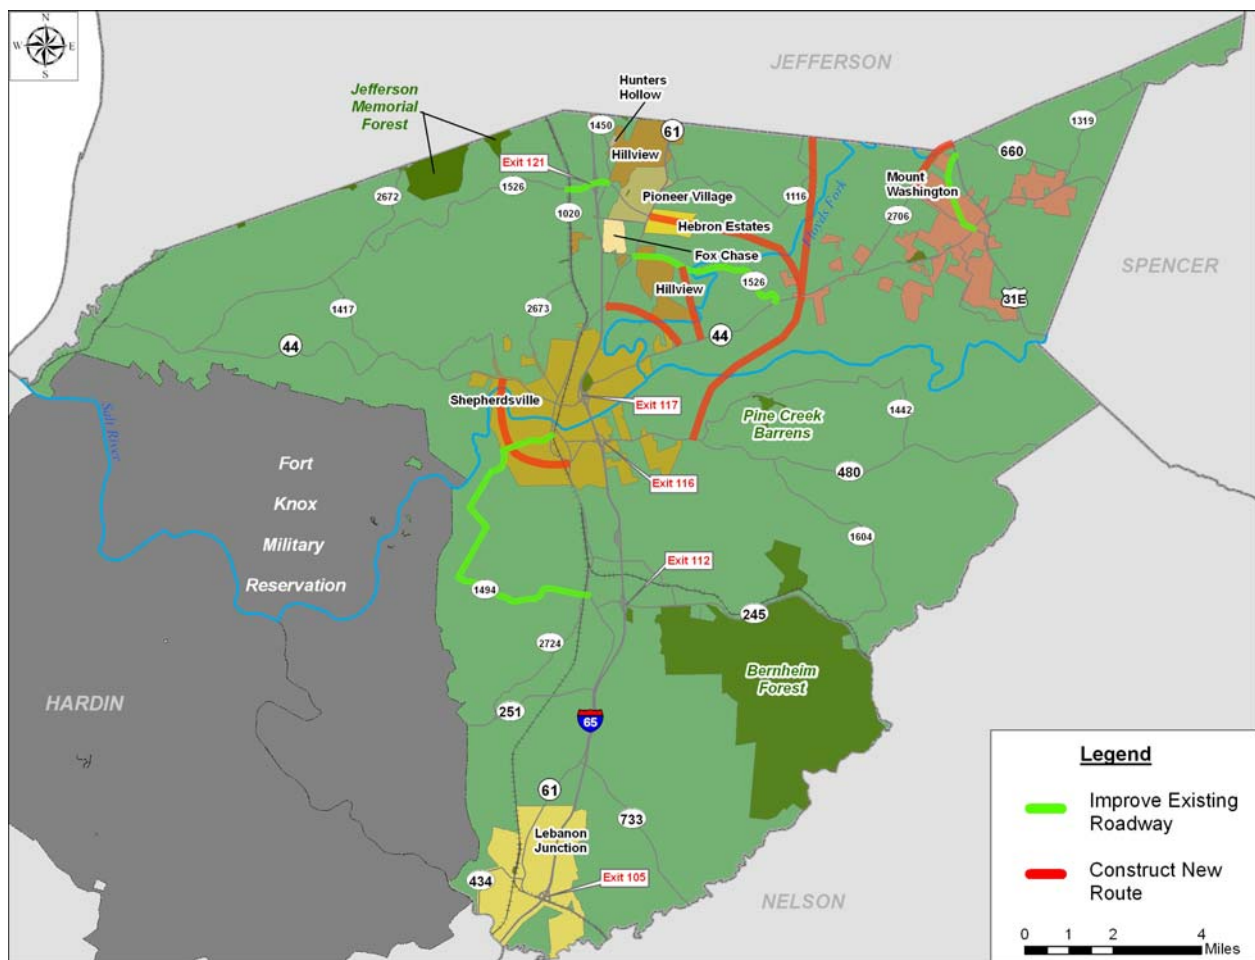 N
W
E
S
JEFFERSON
Hunters
Hollow
Jefferson
Memorial
Forest
1319
1450
61
660
Hillview
Exit 121
Mount
Washington
1526
2672
Pioneer Village
1116
1020
2706
Hebron Estates
Floyds Fork
Fox Chase
SPENCER
1526
Hillview
31E
1417
2673
44
44
Shepherdsville
Exit 117
Salt River
Pine Creek
Barrens
1442
Fort
Knox
Military
Reservation
480
Exit 116
1604
Exit 112
1494
245
2724
Bernheim
Forest
HARDIN
251
65
Legend
61
Improve Existing
Roadway
733
Lebanon
Junction
Construct New
Route
434
Exit 105
NELSON
0 1 2 4
Miles